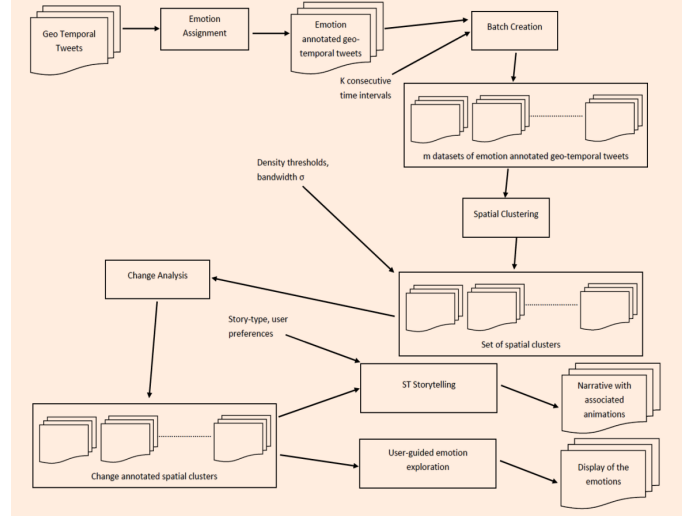 Geo Temporal
Tweets
Emotion
Assignment
Emotion
annotated geo-
temporal tweets
Batch Creation
K consecutive
time intervals
m datasets of emotion annotated geo-temporal tweets
Density thresholds,
bandwidth σ
Spatial Clustering
Change Analysis
Set of spatial clusters
Story-type, user
preferences
ST Storytelling
Narrative with
associated
animations
Change annotated spatial clusters
User-guided emotion
exploration
Display of the
emotions